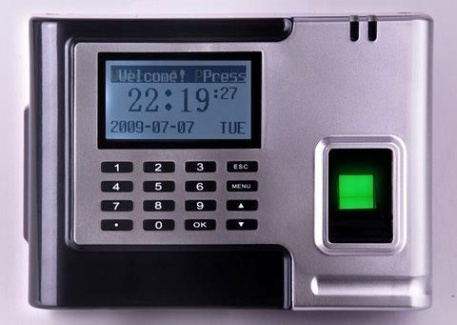 Welcome! Press
22:19:27
2009-07-07 TUE
1 2 3 ESC
4 5 6 MENU
7 8 9 ▲
• 0 OK ▼